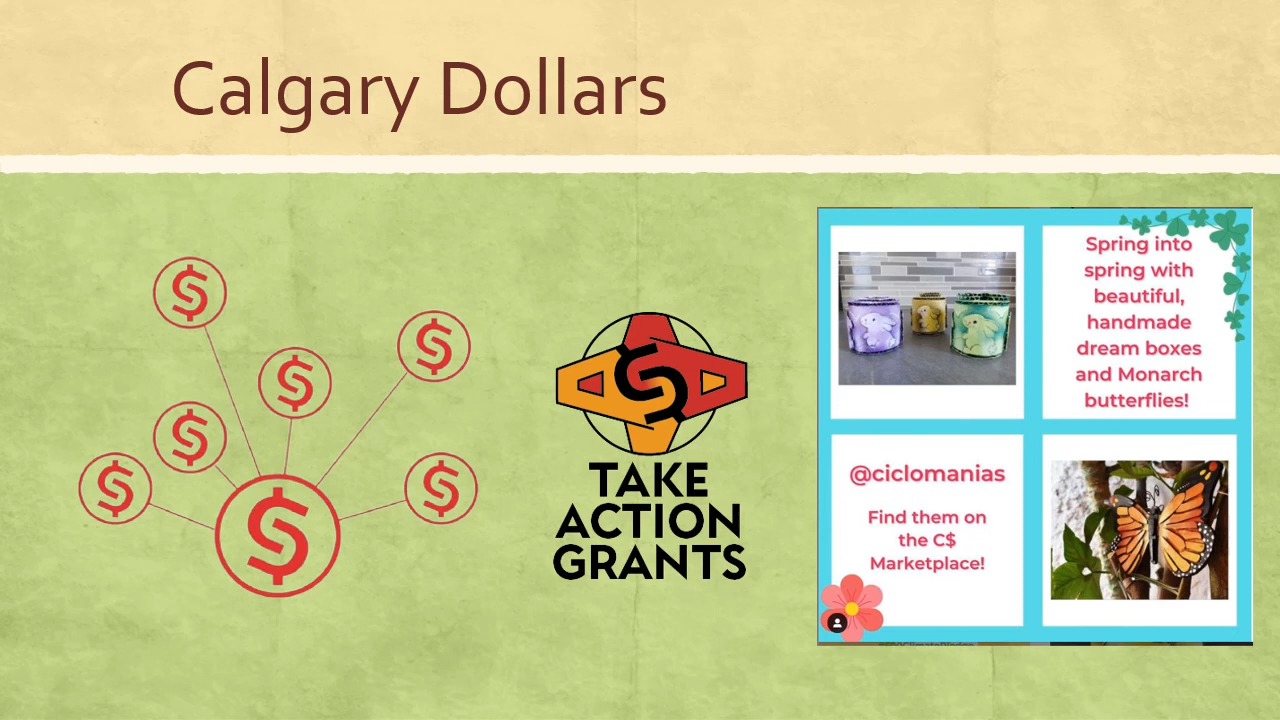 Calgary Dollars
TAKE
ACTION
GRANTS
Spring into
spring with
beautiful,
handmade
dream boxes
and Monarch
butterflies!
@ciclomanias
Find them on
the C$
Marketplace!